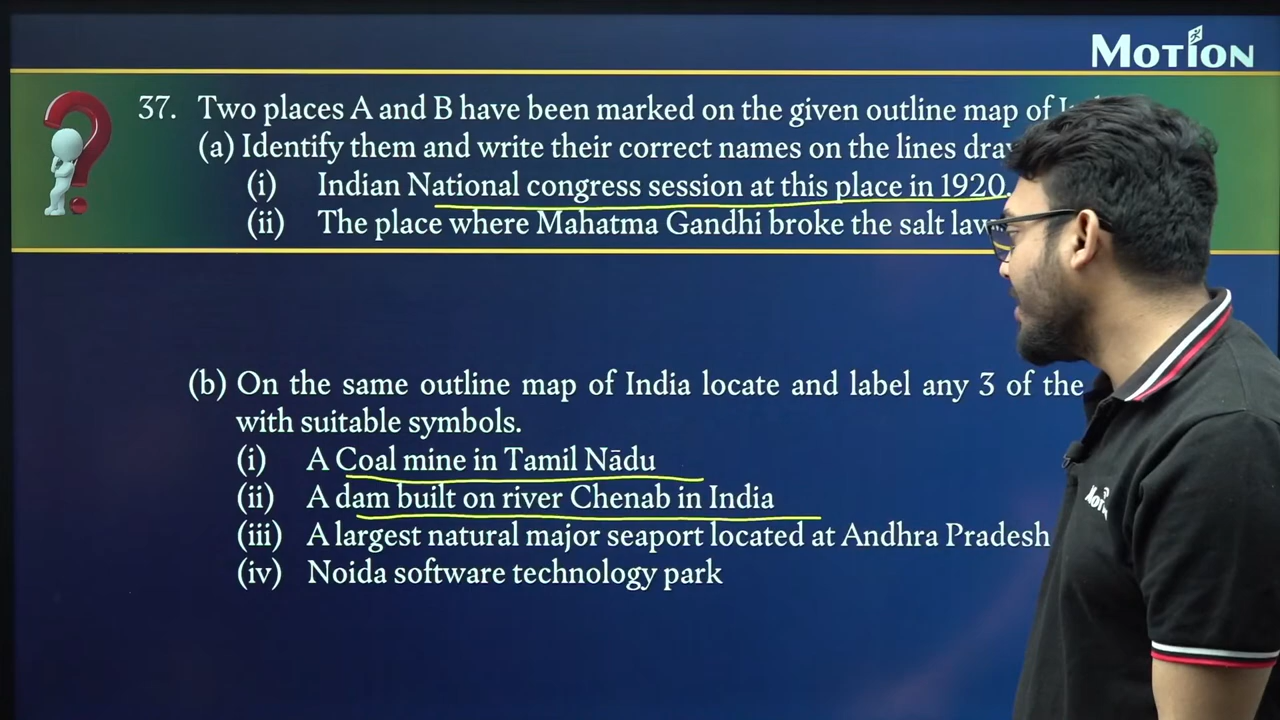 MOTION
37. Two places A and B have been marked on the given outline map of
(a) Identify them and write their correct names on the lines
(i) Indian National congress session at this place in 1920.
(ii) The place where Mahatma Gandhi broke the salt law
(b) On the same outline map of India locate and label any 3 of the
with suitable symbols.
(i) A Coal mine in Tamil Nādu
(ii) A dam built on river Chenab in India
(iii) A largest natural major seaport located at Andhra Pradesh
(iv) Noida software technology park